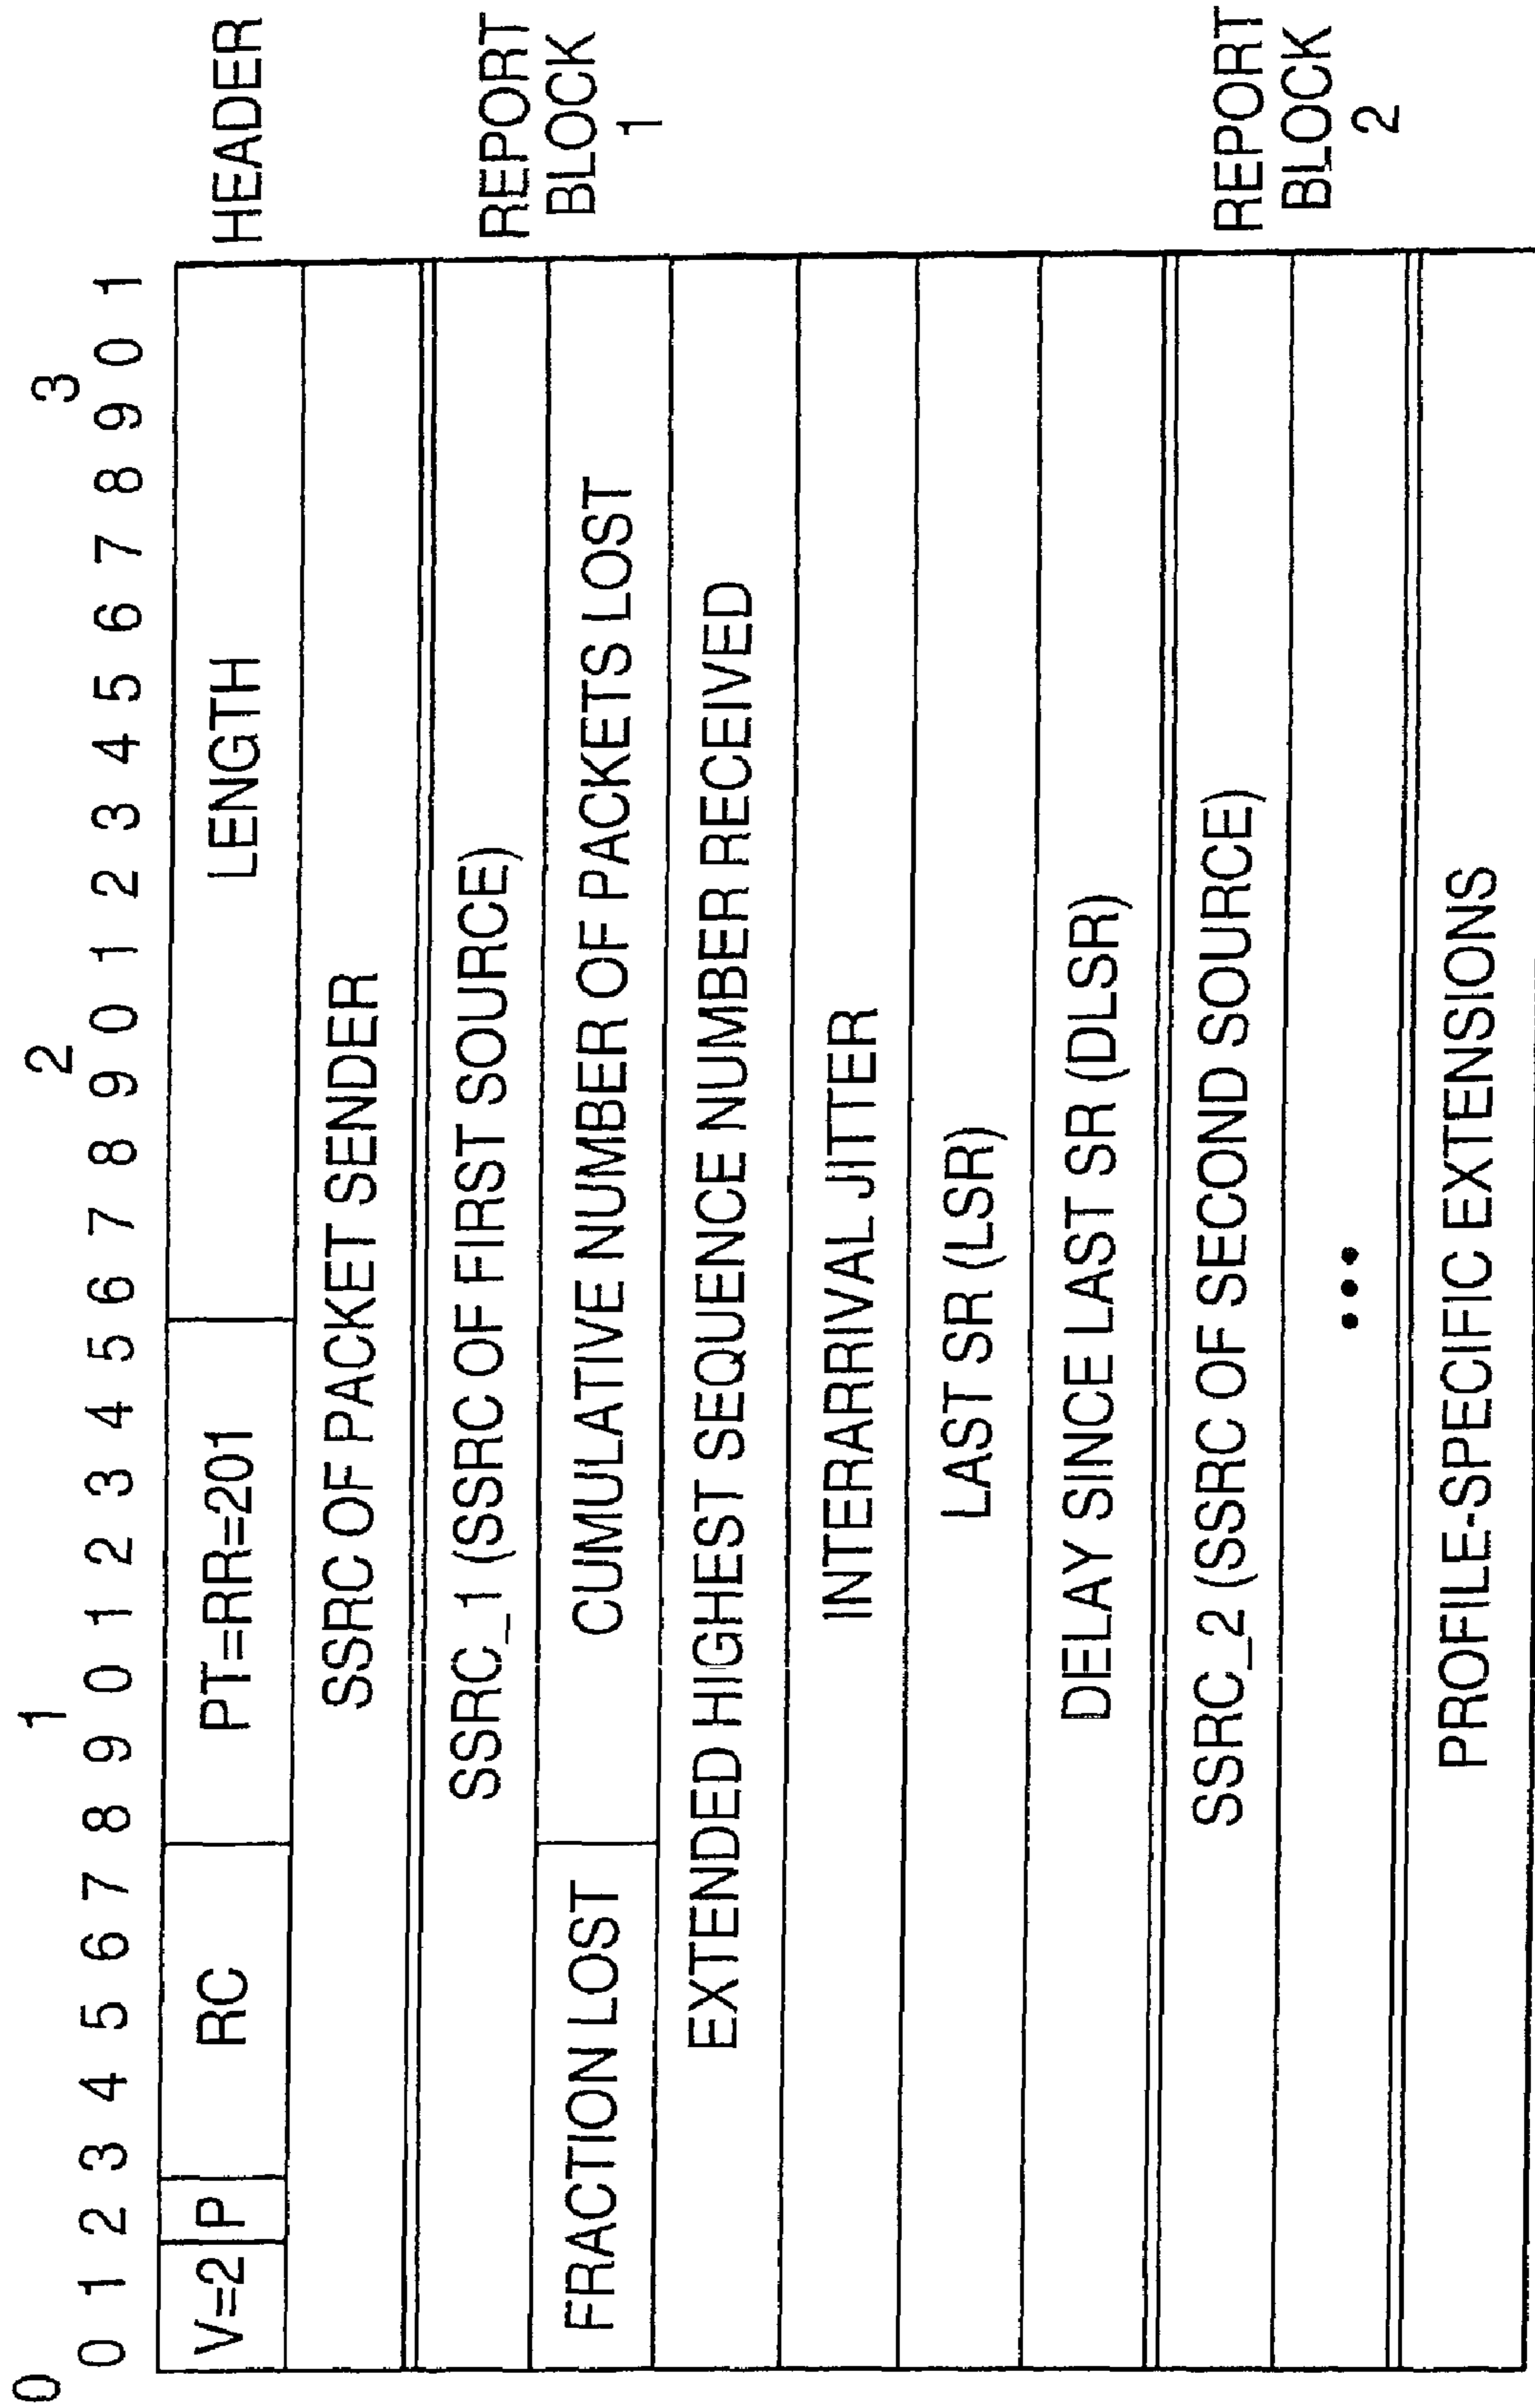 0 1 2 3
0 1 2 3 4 5 6 7 8 9 0 1 2 3 4 5 6 7 8 9 0 1 2 3 4 5 6 7 8 9 0 1
V=2 P RC PT=RR=201 LENGTH HEADER
SSRC OF PACKET SENDER
SSRC_1 (SSRC OF FIRST SOURCE) REPORT
BLOCK
1
FRACTION LOST CUMULATIVE NUMBER OF PACKETS LOST
EXTENDED HIGHEST SEQUENCE NUMBER RECEIVED
INTERARRIVAL JITTER
LAST SR (LSR)
DELAY SINCE LAST SR (DLSR)
SSRC_2 (SSRC OF SECOND SOURCE) REPORT
BLOCK
2
•••
PROFILE-SPECIFIC EXTENSIONS